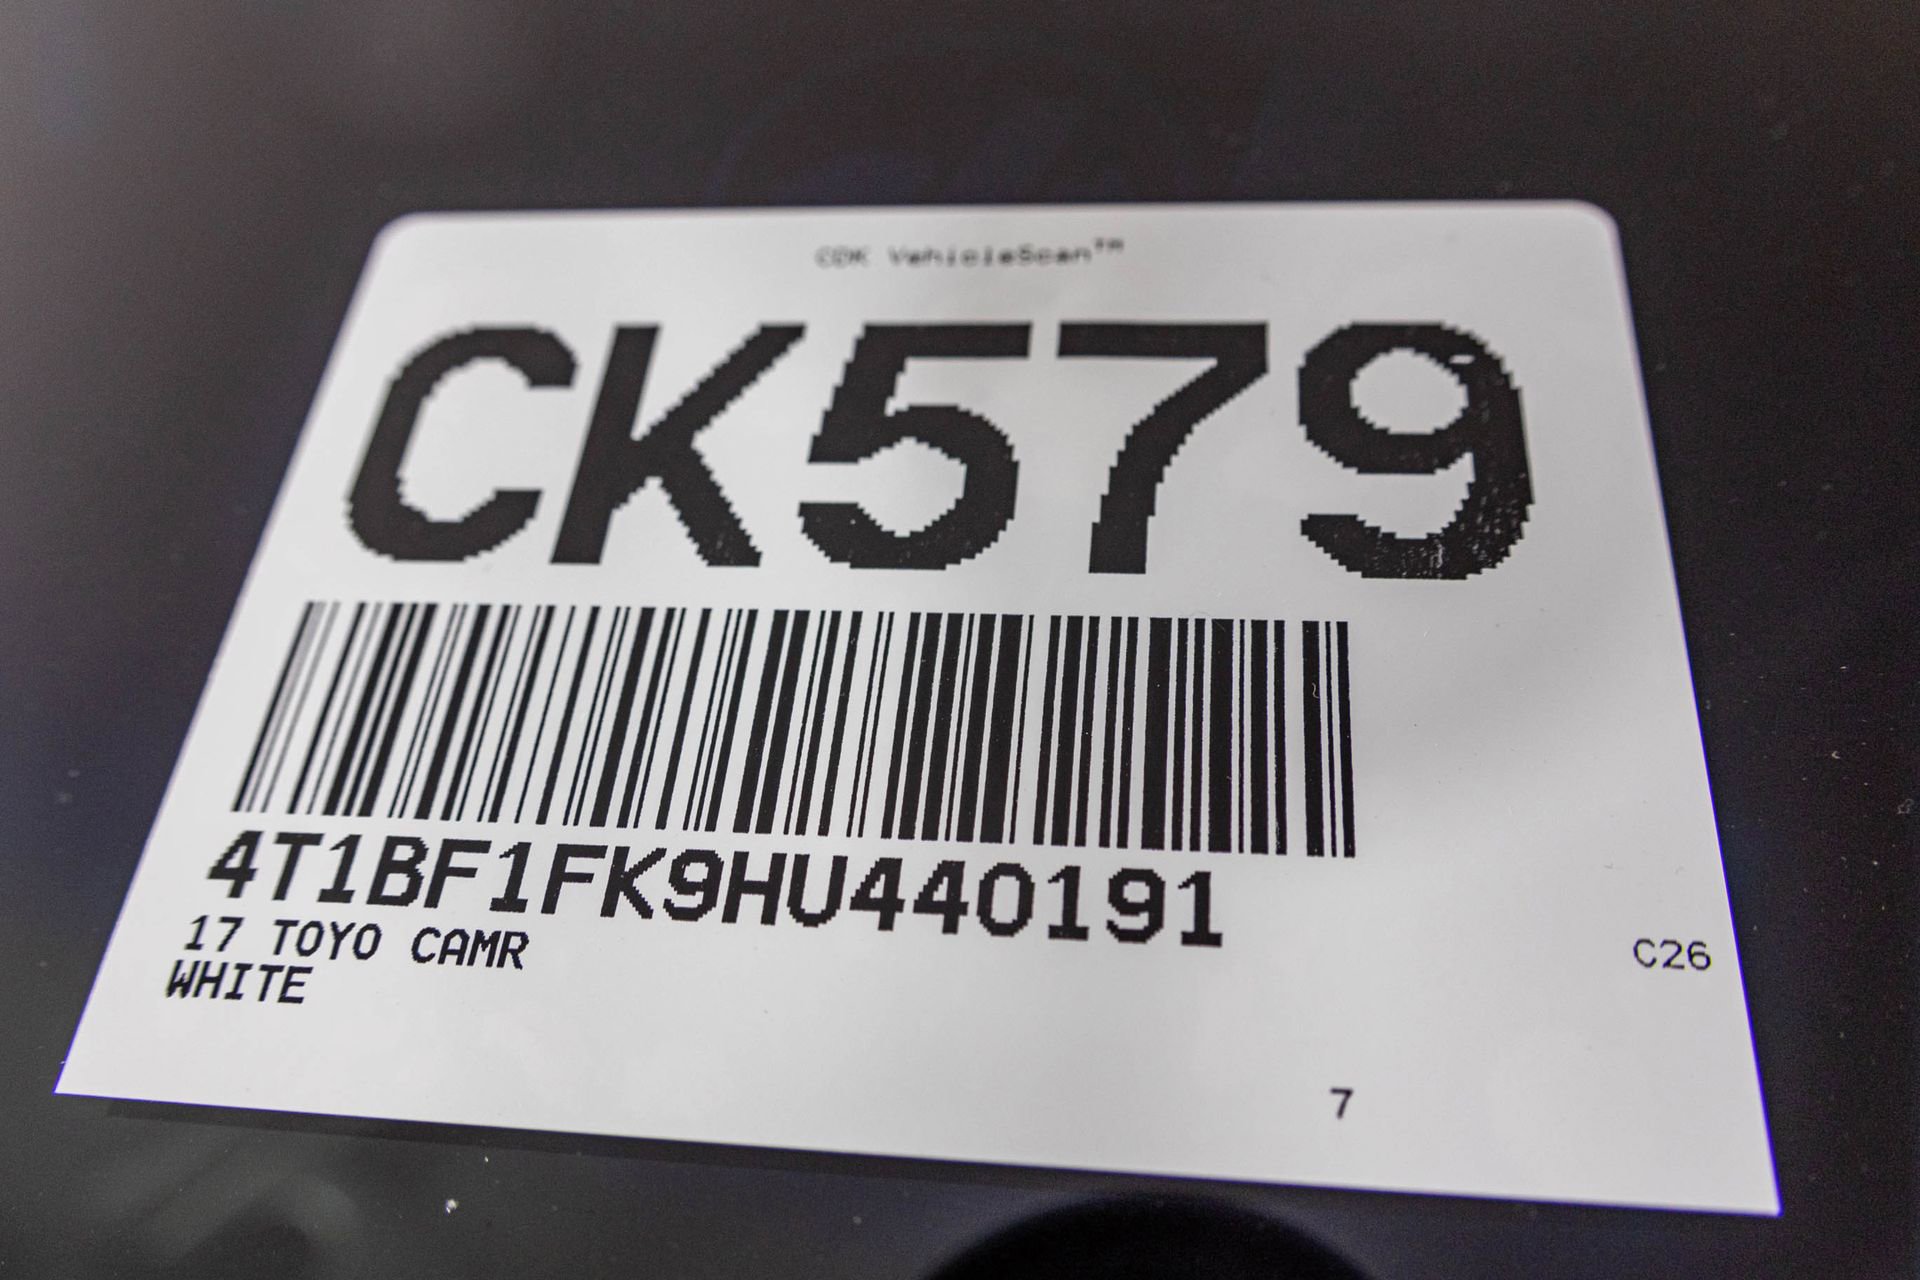 CDK VehicleScan™
CK579
4T1BF1FK9HU440191
17 TOYO CAMR
WHITE
C26
7